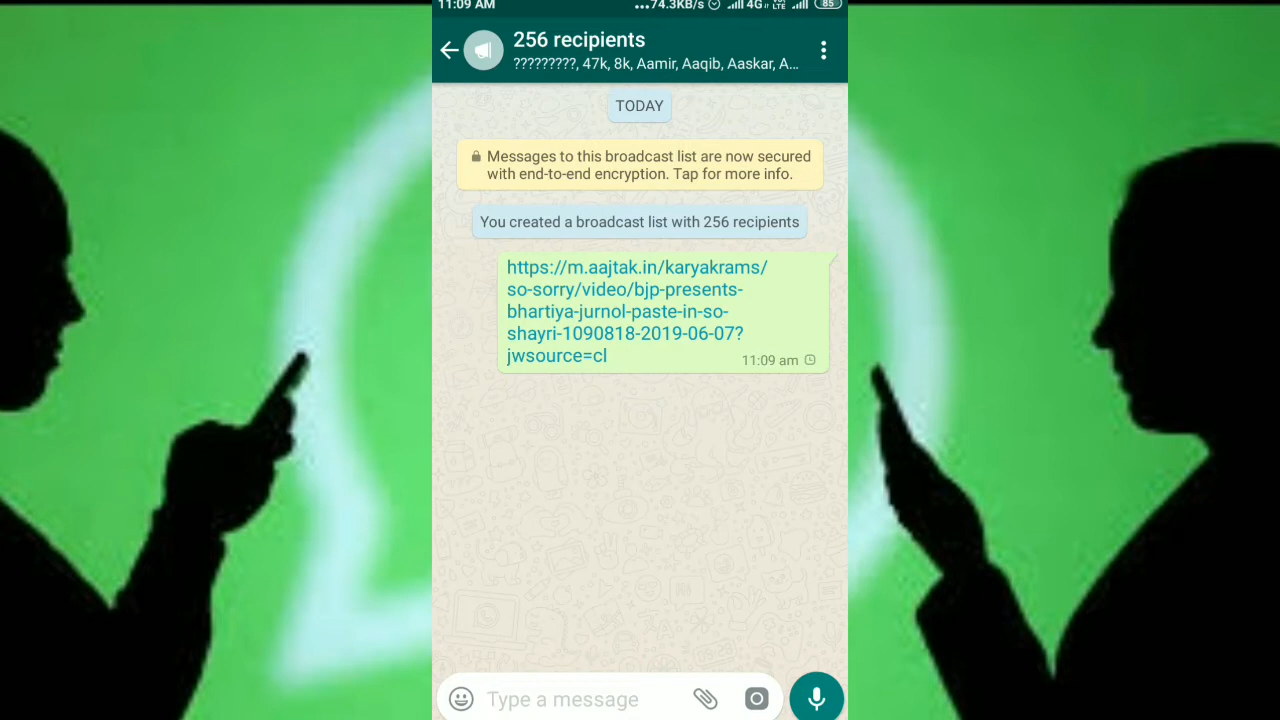 11:09 AM ...74.3KB/s 4G VoLTE 85
256 recipients
?????????, 47k, 8k, Aamir, Aaqib, Aaskar, A...
TODAY
Messages to this broadcast list are now secured
with end-to-end encryption. Tap for more info.
You created a broadcast list with 256 recipients
https://m.aajtak.in/karyakrams/
so-sorry/video/bjp-presents-
bhartiya-jurnol-paste-in-so-
shayri-1090818-2019-06-07?
jwsource=cl
11:09 am
Type a message